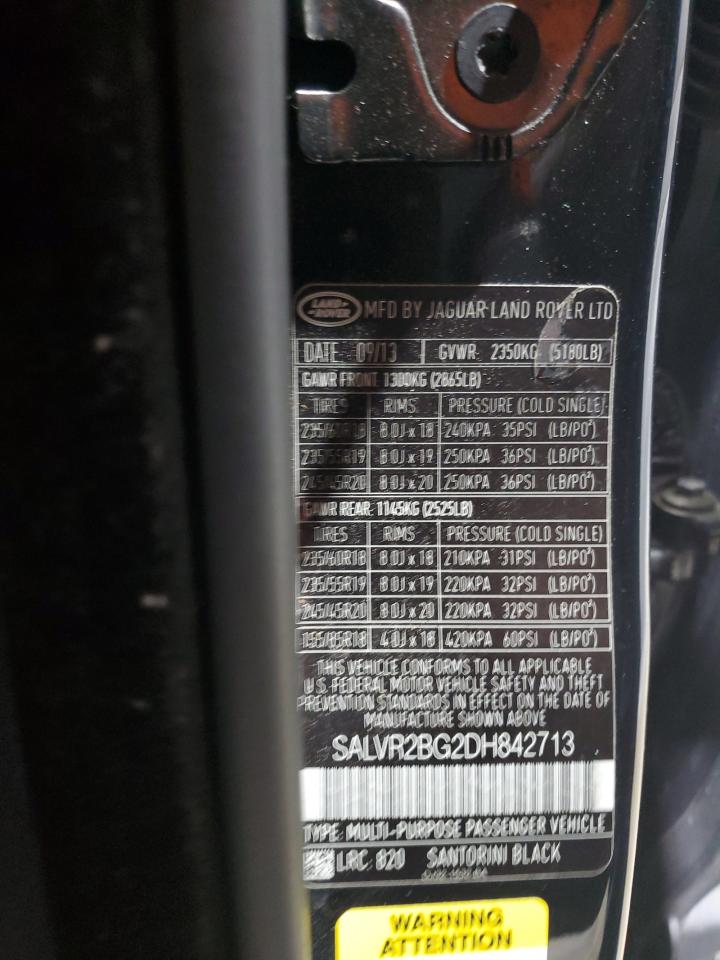 LAND ROVER MFD BY JAGUAR LAND ROVER LTD
DATE 09/13 GVWR 2350KG (5180LB)
GAWR FRONT 1300KG (2865LB)
TIRES RIMS PRESSURE (COLD SINGLE)
235/60R18 8.0J x 18 240KPA 35PSI (LB/PO²)
235/55R19 8.0J x 19 250KPA 36PSI (LB/PO²)
245/45R20 8.0J x 20 250KPA 36PSI (LB/PO²)
GAWR REAR 1145KG (2525LB)
TIRES RIMS PRESSURE (COLD SINGLE)
235/60R18 8.0J x 18 210KPA 31PSI (LB/PO²)
235/55R19 8.0J x 19 220KPA 32PSI (LB/PO²)
245/45R20 8.0J x 20 220KPA 32PSI (LB/PO²)
155/85R18 4.0J x 18 420KPA 60PSI (LB/PO²)
THIS VEHICLE CONFORMS TO ALL APPLICABLE
U.S. FEDERAL MOTOR VEHICLE SAFETY AND THEFT
PREVENTION STANDARDS IN EFFECT ON THE DATE OF
MANUFACTURE SHOWN ABOVE
SALVR2BG2DH842713
TYPE: MULTI-PURPOSE PASSENGER VEHICLE
LRC 820 SANTORINI BLACK
WARNING
ATTENTION